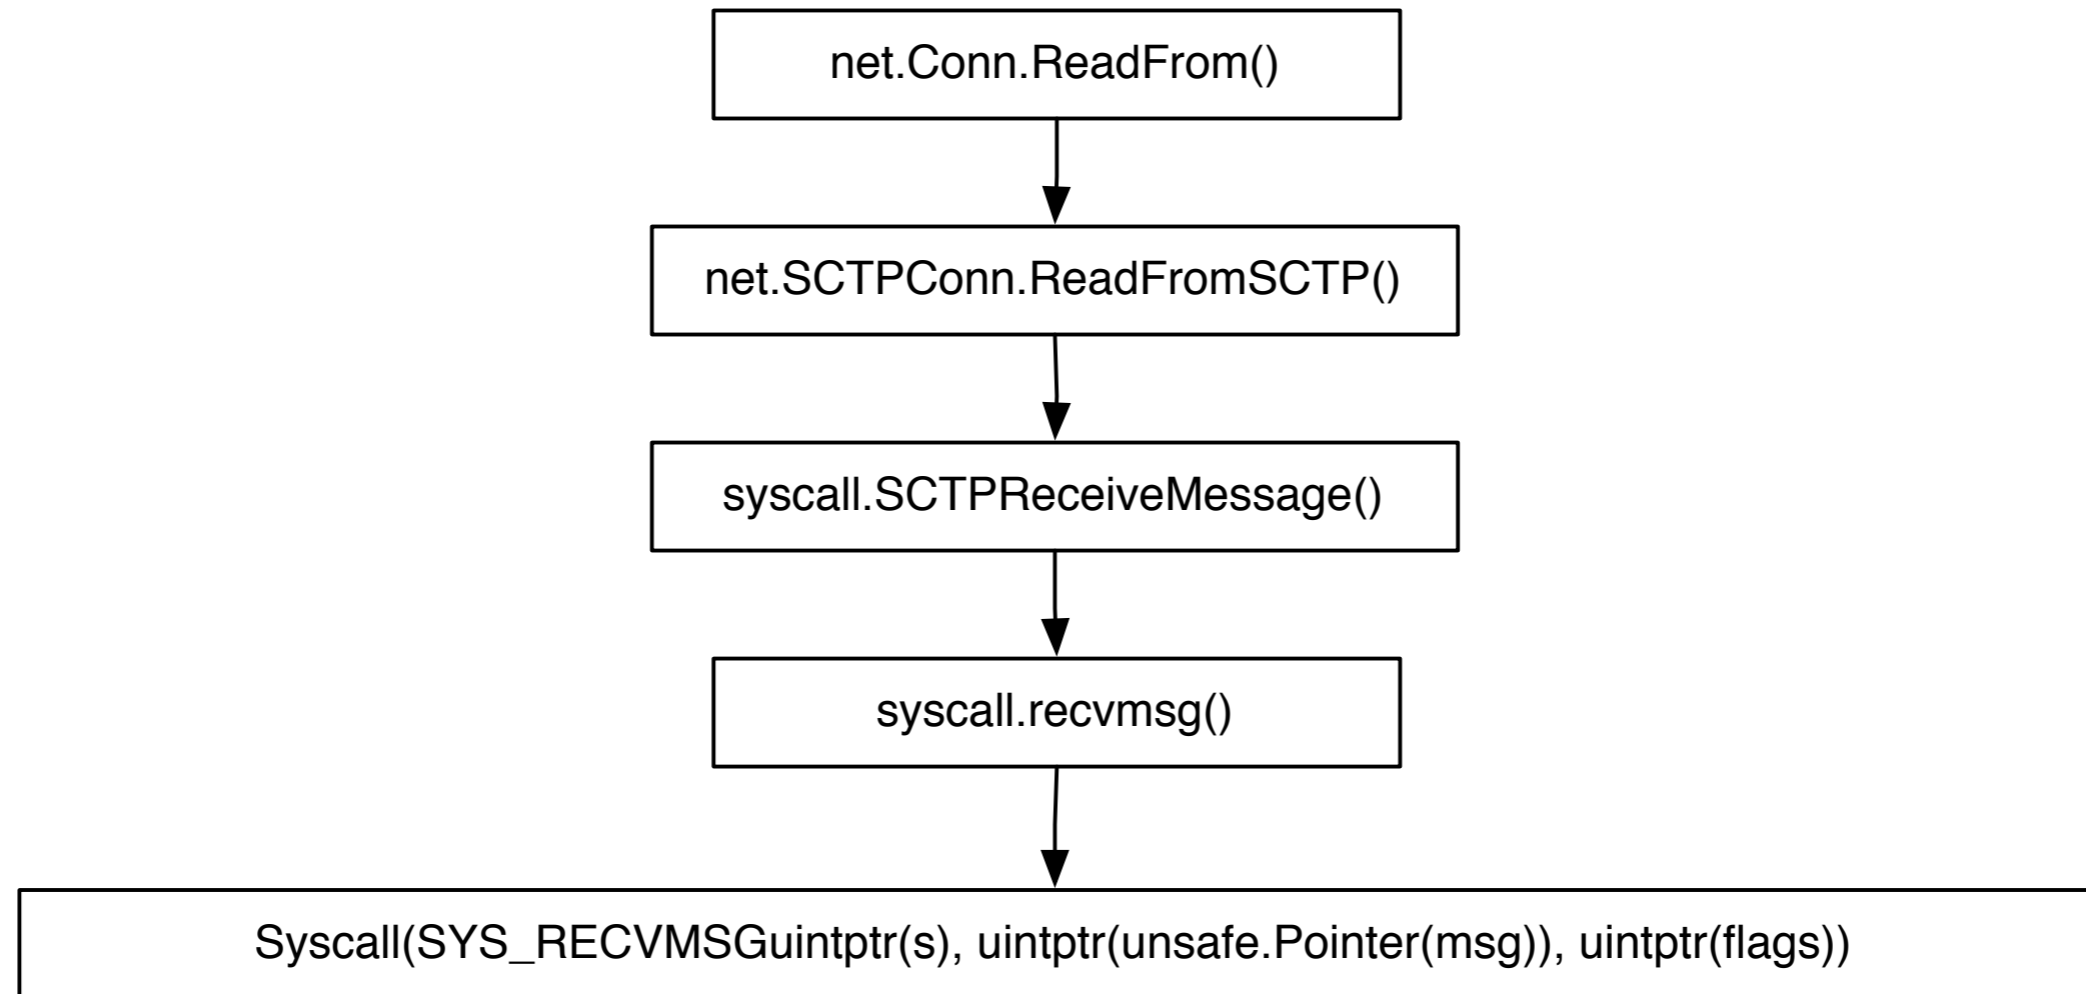 net.Conn.ReadFrom()
net.SCTPConn.ReadFromSCTP()
syscall.SCTPReceiveMessage()
syscall.recvmsg()
Syscall(SYS_RECVMSGuintptr(s), uintptr(unsafe.Pointer(msg)), uintptr(flags))